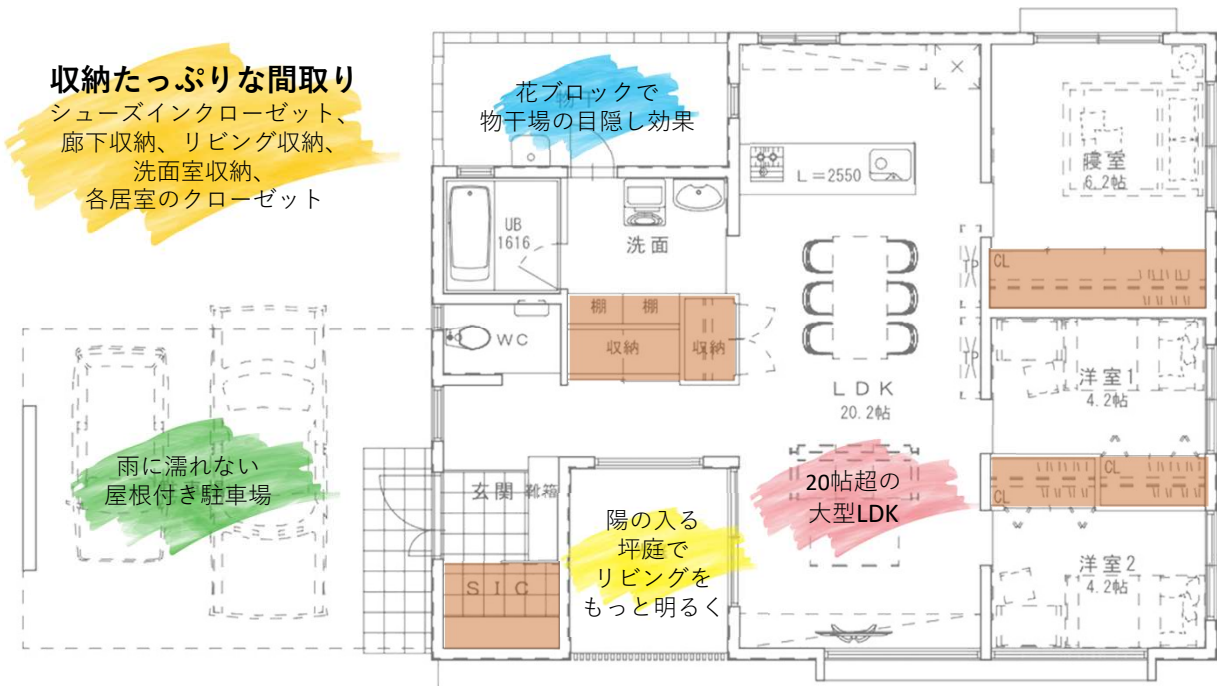 収納たっぷりな間取り
シューズインクローゼット、
廊下収納、リビング収納、
洗面室収納、
各居室のクローゼット
花ブロックで
物干場の目隠し効果
物干
L=2550
寝室
6.2帖
UB
1616
洗面
CL
TP
棚 棚
収納 収納
WC
TP
洋室1
4.2帖
LDK
20.2帖
雨に濡れない
屋根付き駐車場
玄関 靴箱
20帖超の
大型LDK
CL
CL
陽の入る
坪庭で
リビングを
もっと明るく
SIC
洋室2
4.2帖